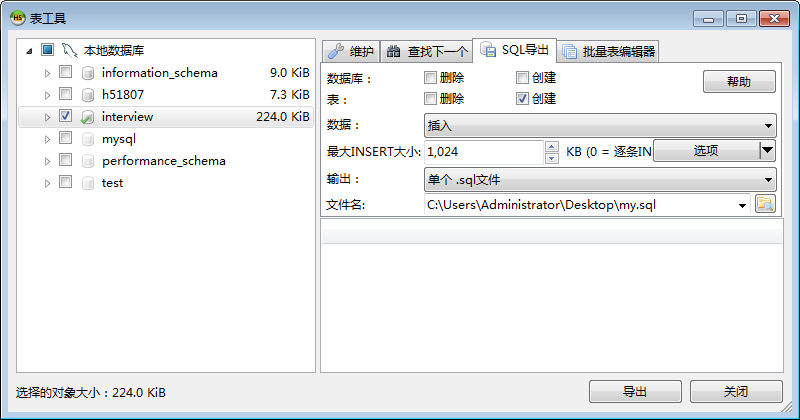 HS 表工具
本地数据库
information_schema 9.0 KiB
h51807 7.3 KiB
interview 224.0 KiB
mysql
performance_schema
test
维护 查找下一个 SQL导出 批量表编辑器
数据库： 删除 创建 帮助
表： 删除 创建
数据： 插入
最大INSERT大小: 1,024 KB (0 = 逐条IN 选项
输出： 单个 .sql文件
文件名: C:\Users\Administrator\Desktop\my.sql
选择的对象大小：224.0 KiB 导出 关闭